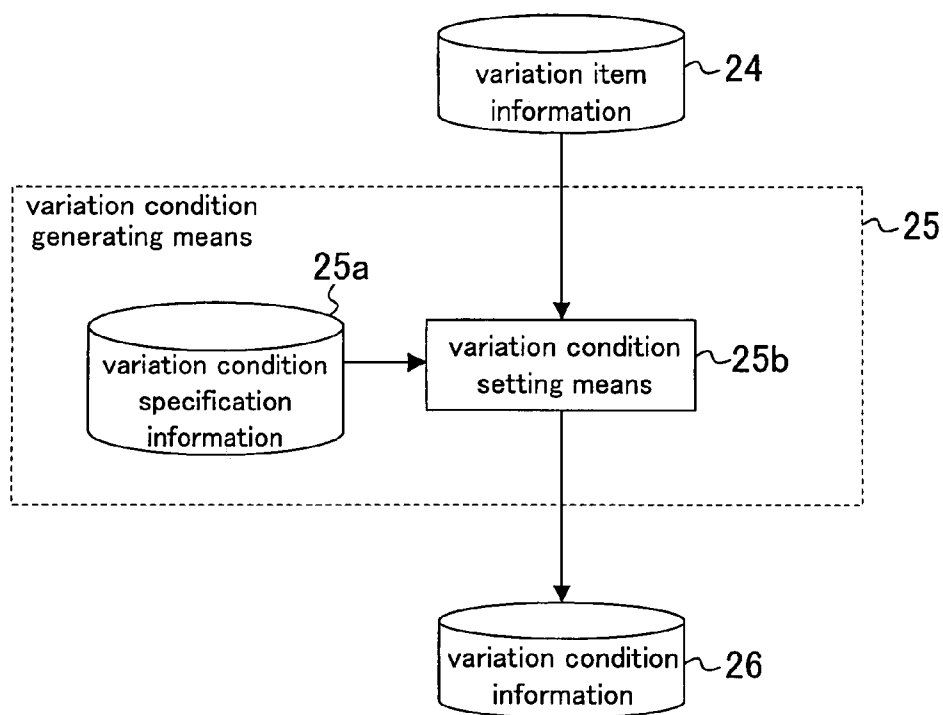 variation item
information
24
variation condition
generating means
25
25a
variation condition
specification
information
variation condition
setting means
25b
variation condition
information
26